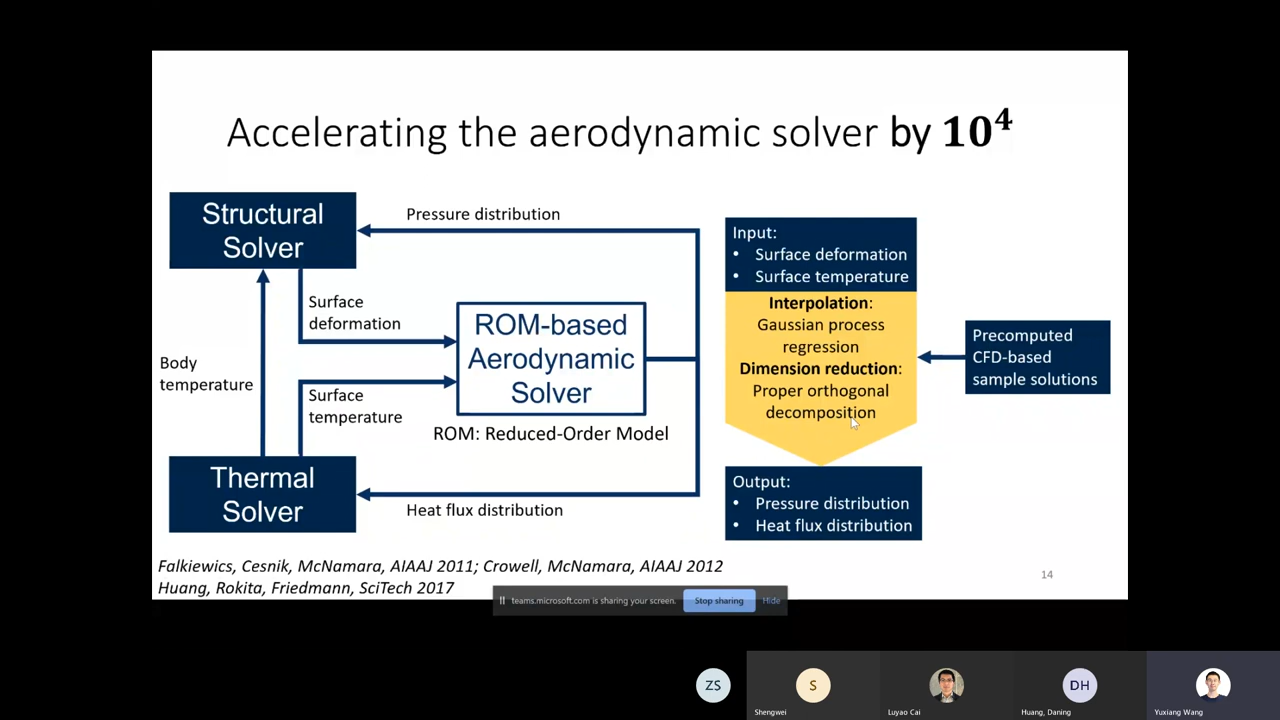 Accelerating the aerodynamic solver by 10⁴
Structural
Solver
Pressure distribution
Surface
deformation
Body
temperature
ROM-based
Aerodynamic
Solver
Surface
temperature
ROM: Reduced-Order Model
Thermal
Solver
Heat flux distribution
Input:
• Surface deformation
• Surface temperature
Interpolation:
Gaussian process
regression
Dimension reduction:
Proper orthogonal
decomposition
Precomputed
CFD-based
sample solutions
Output:
• Pressure distribution
• Heat flux distribution
Falkiewics, Cesnik, McNamara, AIAAJ 2011; Crowell, McNamara, AIAAJ 2012
Huang, Rokita, Friedmann, SciTech 2017
14
teams.microsoft.com is sharing your screen.
Stop sharing
Hide
ZS
S
Shengwei
Luyao Cai
DH
Huang, Daning
Yuxiang Wang